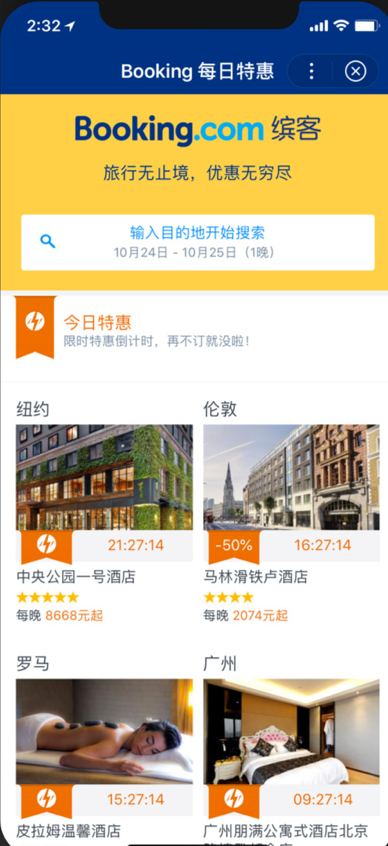 2:32
Booking 每日特惠
Booking.com 缤客
旅行无止境，优惠无穷尽
输入目的地开始搜索
10月24日 - 10月25日（1晚）
今日特惠
限时特惠倒计时，再不订就没啦！
纽约
伦敦
21:27:14
-50%
16:27:14
中央公园一号酒店
马林滑铁卢酒店
每晚 8668元起
每晚 2074元起
罗马
广州
15:27:14
09:27:14
皮拉姆温馨酒店
广州朋满公寓式酒店北京